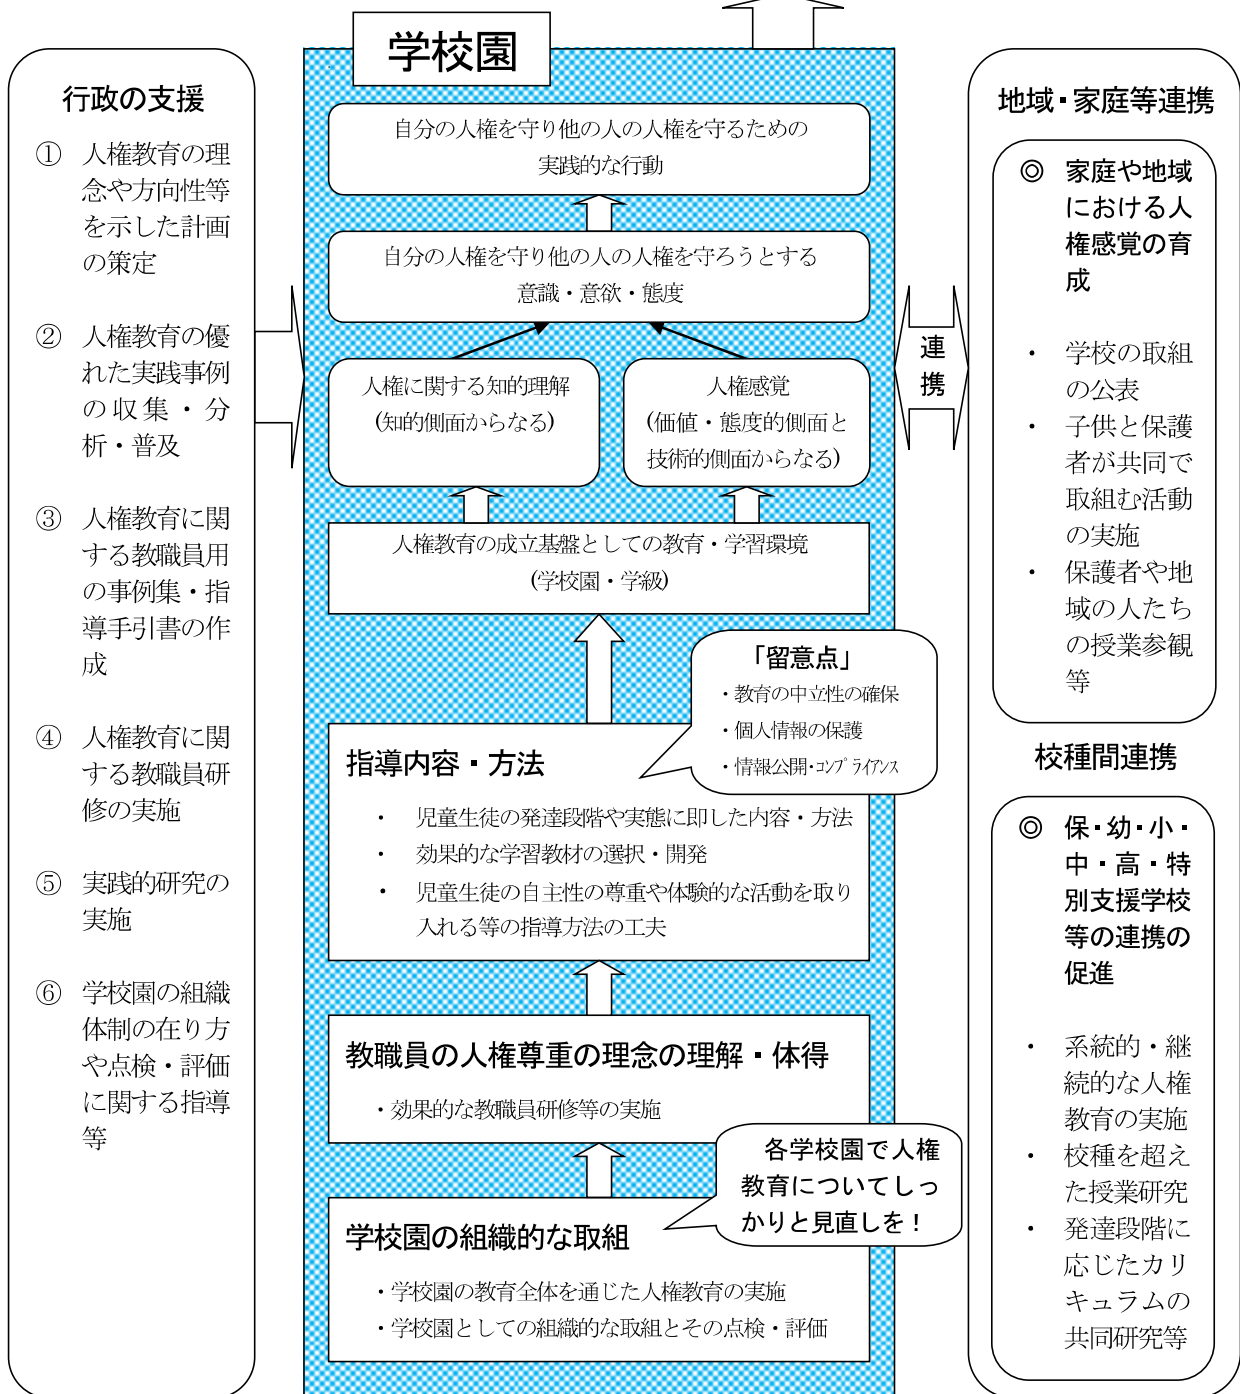 学校園
行政の支援
① 人権教育の理
念や方向性等
を示した計画
の策定
② 人権教育の優
れた実践事例
の収集・分
析・普及
③ 人権教育に関
する教職員用
の事例集・指
導手引書の作
成
④ 人権教育に関
する教職員研
修の実施
⑤ 実践的研究の
実施
⑥ 学校園の組織
体制の在り方
や点検・評価
に関する指導
等
自分の人権を守り他の人の人権を守るための
実践的な行動
自分の人権を守り他の人の人権を守ろうとする
意識・意欲・態度
人権に関する知的理解
(知的側面からなる)
人権感覚
(価値・態度的側面と
技術的側面からなる)
人権教育の成立基盤としての教育・学習環境
(学校園・学級)
「留意点」
・教育の中立性の確保
・個人情報の保護
・情報公開・コンプライアンス
指導内容・方法
・ 児童生徒の発達段階や実態に即した内容・方法
・ 効果的な学習教材の選択・開発
・ 児童生徒の自主性の尊重や体験的な活動を取り
入れる等の指導方法の工夫
教職員の人権尊重の理念の理解・体得
・効果的な教職員研修等の実施
各学校園で人権
教育についてしっ
かりと見直しを！
学校園の組織的な取組
・学校園の教育全体を通じた人権教育の実施
・学校園としての組織的な取組とその点検・評価
連
携
地域・家庭等連携
◎ 家庭や地域
における人
権感覚の育
成
・ 学校の取組
の公表
・ 子供と保護
者が共同で
取組む活動
の実施
・ 保護者や地
域の人たち
の授業参観
等
校種間連携
◎ 保・幼・小・
中・高・特
別支援学校
等の連携の
促進
・ 系統的・継
続的な人権
教育の実施
・ 校種を超え
た授業研究
・ 発達段階に
応じたカリ
キュラムの
共同研究等